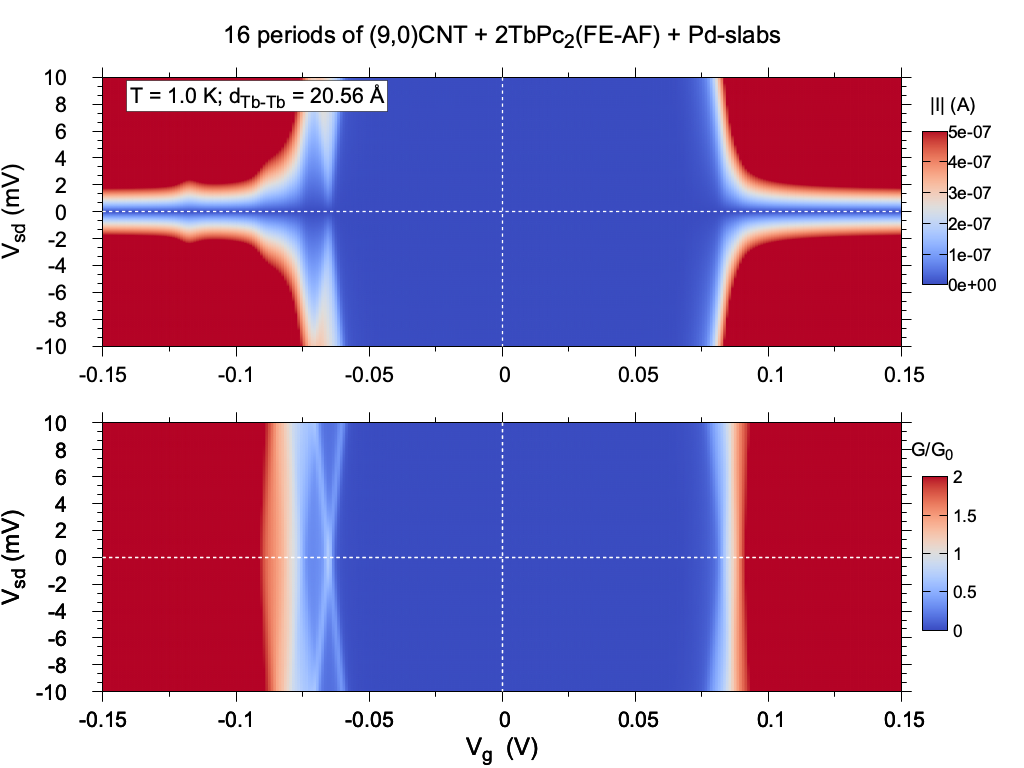 16 periods of (9,0)CNT + 2TbPc2(FE-AF) + Pd-slabs
T = 1.0 K; dTb-Tb = 20.56 Å
Vsd (mV)
10
8
6
4
2
0
-2
-4
-6
-8
-10
-0.15 -0.1 -0.05 0 0.05 0.1 0.15
|I| (A)
5e-07
4e-07
3e-07
2e-07
1e-07
0e+00
Vsd (mV)
10
8
6
4
2
0
-2
-4
-6
-8
-10
-0.15 -0.1 -0.05 0 0.05 0.1 0.15
Vg (V)
G/G0
2
1.5
1
0.5
0